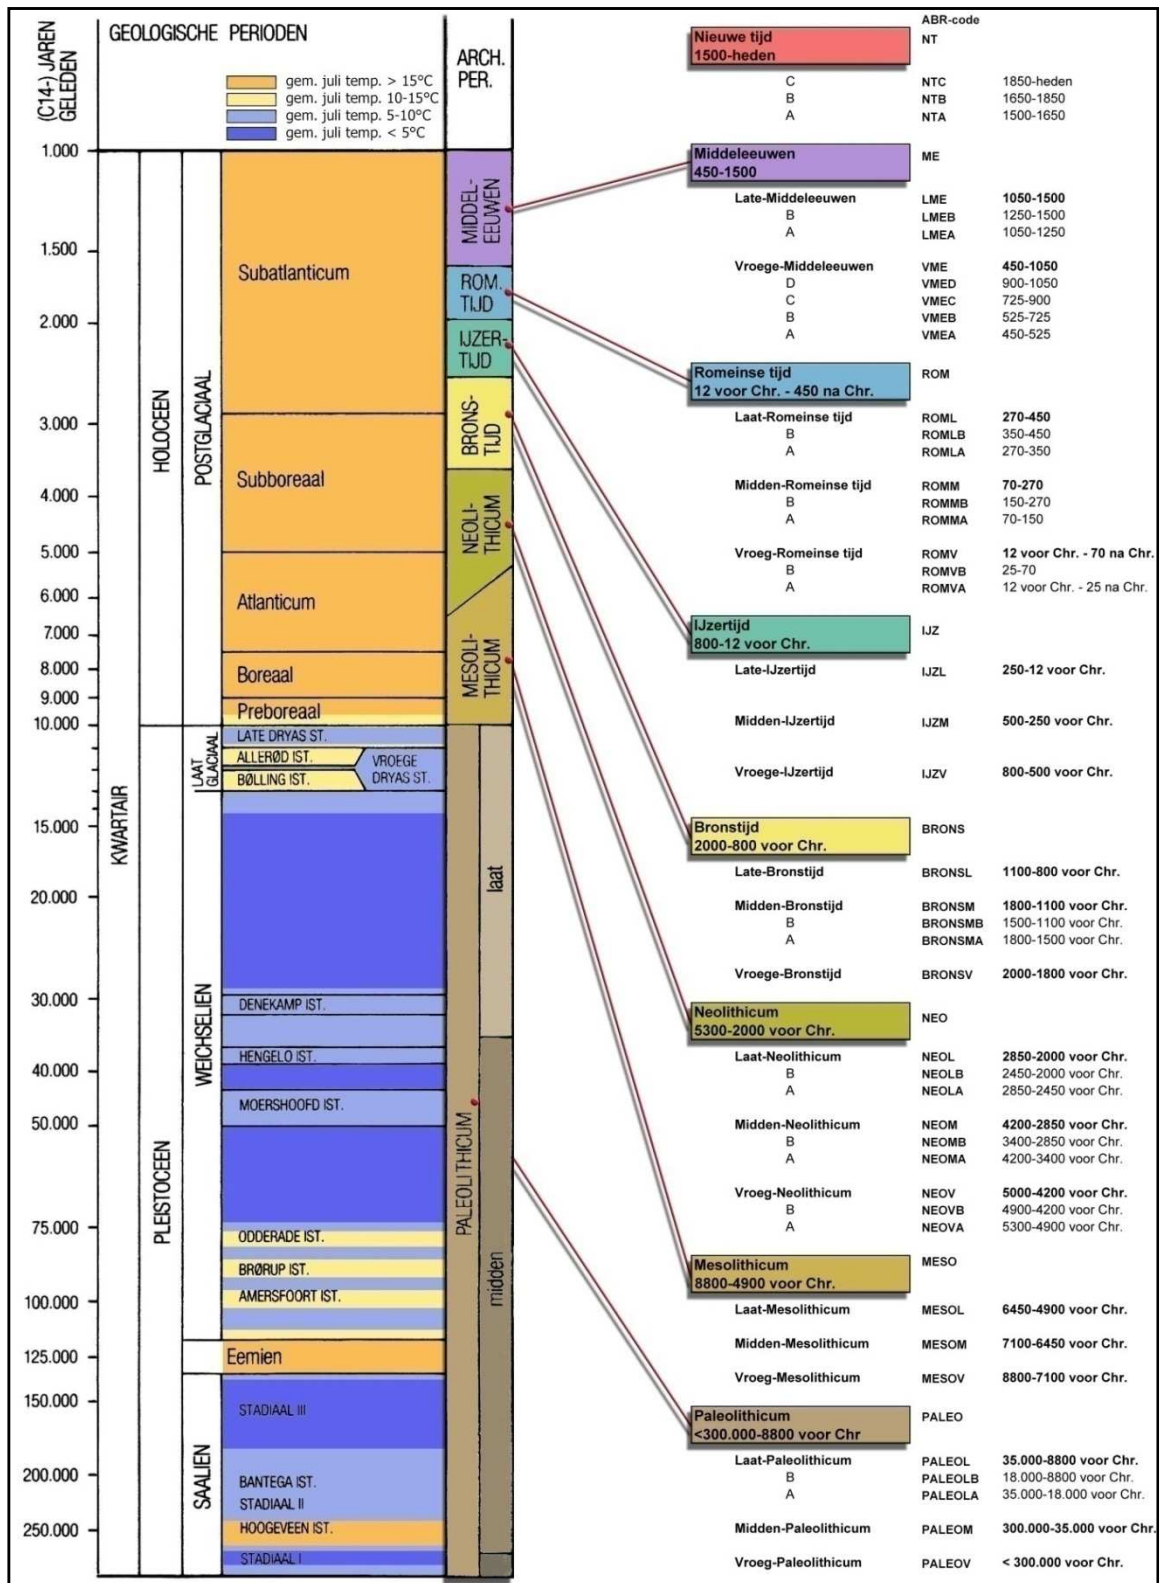 (C14-) JAREN
GELEDEN
GEOLOGISCHE PERIODEN
gem. juli temp. > 15°C
gem. juli temp. 10-15°C
gem. juli temp. 5-10°C
gem. juli temp. < 5°C
ARCH.
PER.
1.000
1.500
2.000
3.000
4.000
5.000
6.000
7.000
8.000
9.000
10.000
15.000
20.000
30.000
40.000
50.000
75.000
100.000
125.000
150.000
200.000
250.000
KWARTAIR
HOLOCEEN
PLEISTOCEEN
POSTGLACIAAL
LAAT
GLACIAAL
WEICHSELIEN
SAALIEN
Subatlanticum
Subboreaal
Atlanticum
Boreaal
Preboreaal
LATE DRYAS ST.
ALLERØD IST.
VROEGE
DRYAS ST.
BØLLING IST.
DENEKAMP IST.
HENGELO IST.
MOERSHOOFD IST.
ODDERADE IST.
BRØRUP IST.
AMERSFOORT IST.
Eemien
STADIAAL III
BANTEGA IST.
STADIAAL II
HOOGEVEEN IST.
STADIAAL I
MIDDEL-
EEUWEN
ROM.
TIJD
IJZER-
TIJD
BRONS-
TIJD
NEOLI-
THICUM
MESOLI-
THICUM
PALEOLITHICUM
laat
midden
ABR-code
Nieuwe tijd NT
1500-heden
C NTC 1850-heden
B NTB 1650-1850
A NTA 1500-1650
Middeleeuwen ME
450-1500
Late-Middeleeuwen LME 1050-1500
B LMEB 1250-1500
A LMEA 1050-1250
Vroege-Middeleeuwen VME 450-1050
D VMED 900-1050
C VMEC 725-900
B VMEB 525-725
A VMEA 450-525
Romeinse tijd ROM
12 voor Chr. - 450 na Chr.
Laat-Romeinse tijd ROML 270-450
B ROMLB 350-450
A ROMLA 270-350
Midden-Romeinse tijd ROMM 70-270
B ROMMB 150-270
A ROMMA 70-150
Vroeg-Romeinse tijd ROMV 12 voor Chr. - 70 na Chr.
B ROMVB 25-70
A ROMVA 12 voor Chr. - 25 na Chr.
IJzertijd IJZ
800-12 voor Chr.
Late-IJzertijd IJZL 250-12 voor Chr.
Midden-IJzertijd IJZM 500-250 voor Chr.
Vroege-IJzertijd IJZV 800-500 voor Chr.
Bronstijd BRONS
2000-800 voor Chr.
Late-Bronstijd BRONSL 1100-800 voor Chr.
Midden-Bronstijd BRONSM 1800-1100 voor Chr.
B BRONSMB 1500-1100 voor Chr.
A BRONSMA 1800-1500 voor Chr.
Vroege-Bronstijd BRONSV 2000-1800 voor Chr.
Neolithicum NEO
5300-2000 voor Chr.
Laat-Neolithicum NEOL 2850-2000 voor Chr.
B NEOLB 2450-2000 voor Chr.
A NEOLA 2850-2450 voor Chr.
Midden-Neolithicum NEOM 4200-2850 voor Chr.
B NEOMB 3400-2850 voor Chr.
A NEOMA 4200-3400 voor Chr.
Vroeg-Neolithicum NEOV 5000-4200 voor Chr.
B NEOVB 4900-4200 voor Chr.
A NEOVA 5300-4900 voor Chr.
Mesolithicum MESO
8800-4900 voor Chr.
Laat-Mesolithicum MESOL 6450-4900 voor Chr.
Midden-Mesolithicum MESOM 7100-6450 voor Chr.
Vroeg-Mesolithicum MESOV 8800-7100 voor Chr.
Paleolithicum PALEO
<300.000-8800 voor Chr
Laat-Paleolithicum PALEOL 35.000-8800 voor Chr.
B PALEOLB 18.000-8800 voor Chr.
A PALEOLA 35.000-18.000 voor Chr.
Midden-Paleolithicum PALEOM 300.000-35.000 voor Chr.
Vroeg-Paleolithicum PALEOV < 300.000 voor Chr.